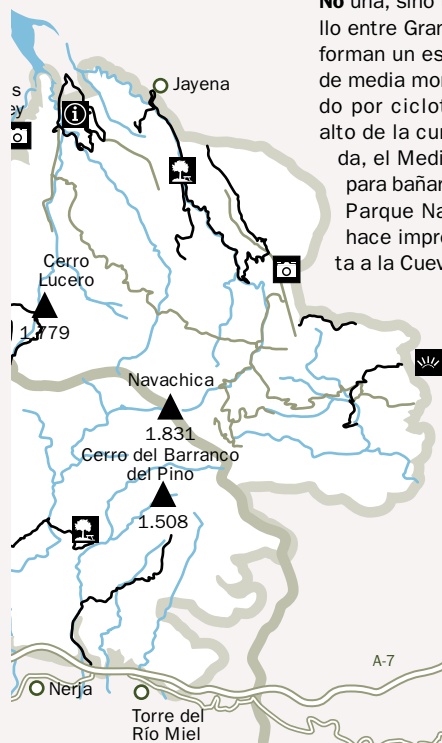 No una, sino
llo entre Gran
forman un es
de media mon
do por ciclot
alto de la cum
da, el Medi
para bañar
Parque Na
hace impre
ta a la Cuev
s
ey
Jayena
Cerro
Lucero
1.779
Navachica
1.831
Cerro del Barranco
del Pino
1.508
A-7
Nerja
Torre del
Río Miel